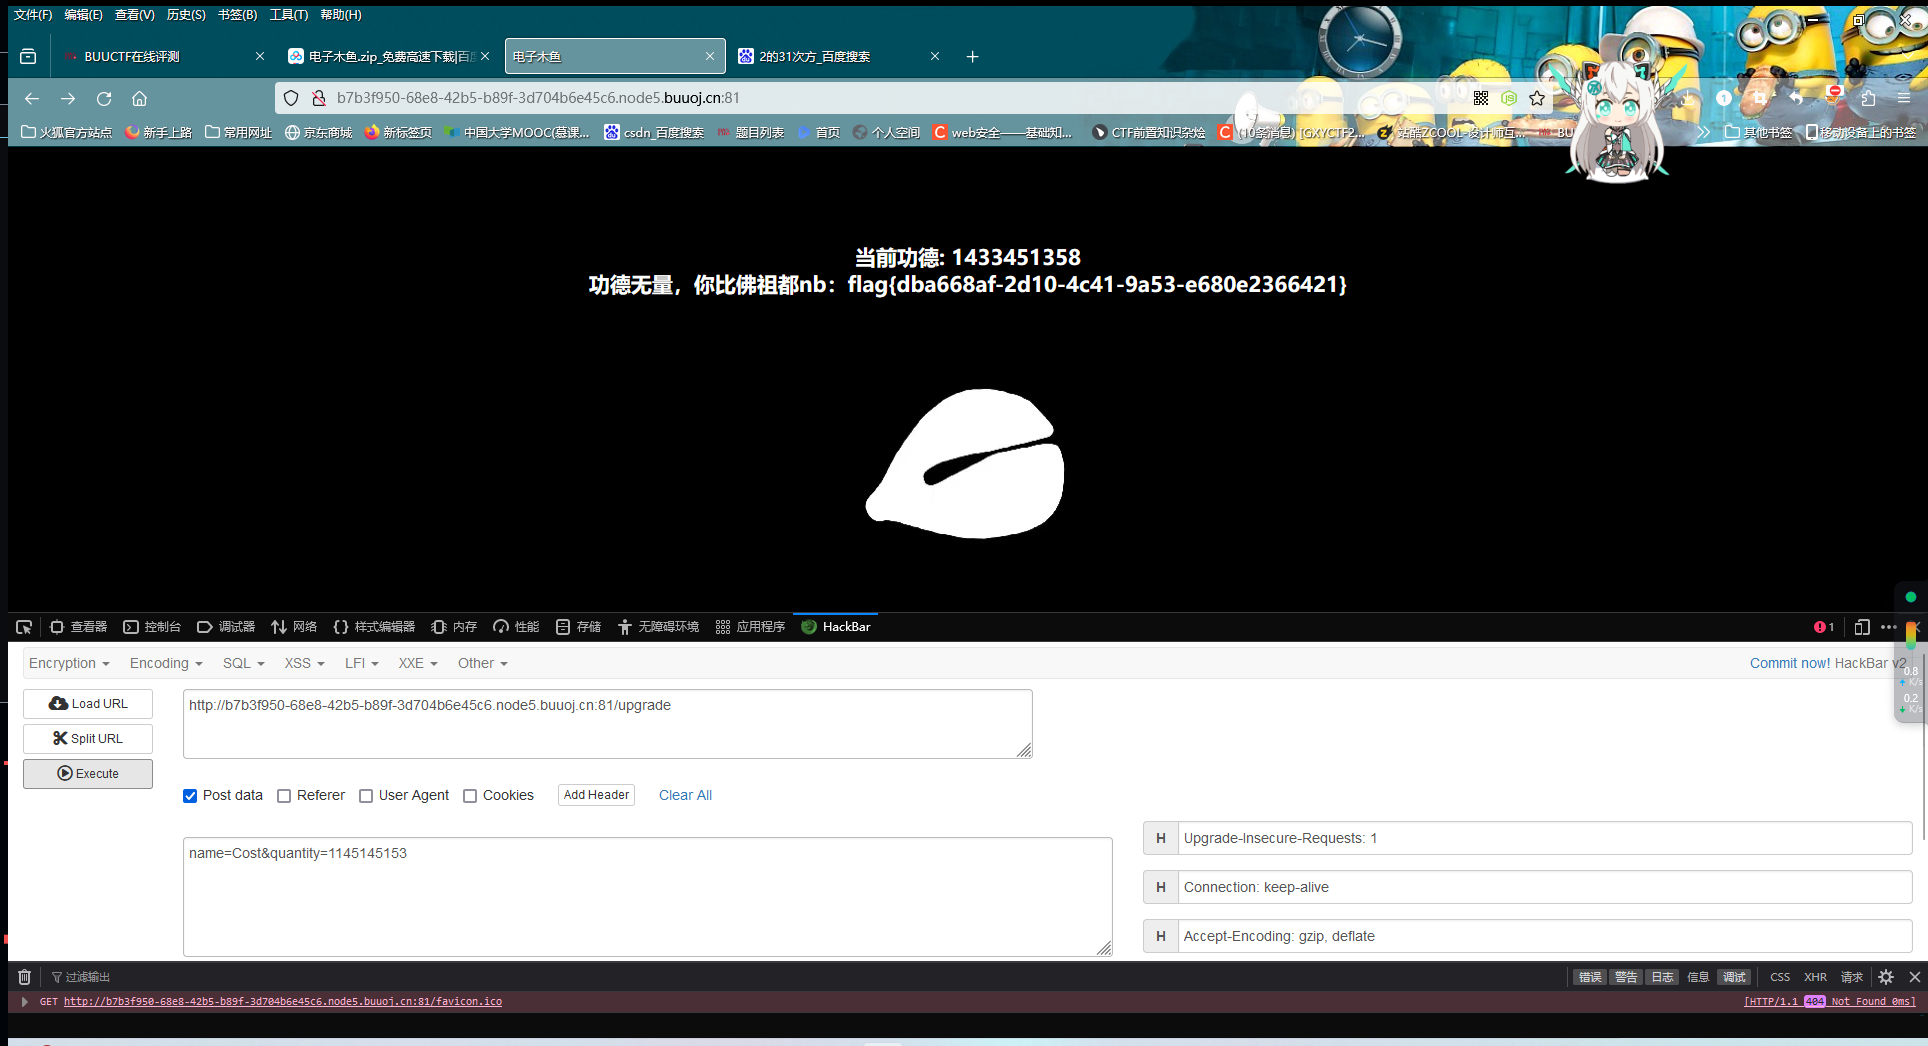 文件(F) 编辑(E) 查看(V) 历史(S) 书签(B) 工具(T) 帮助(H)
BUUCTF在线评测 电子木鱼.zip_免费高速下载|百度 电子木鱼 2的31次方_百度搜索
b7b3f950-68e8-42b5-b89f-3d704b6e45c6.node5.buuoj.cn:81
火狐官方站点 新手上路 常用网址 京东商城 新标签页 中国大学MOOC(慕课... csdn_百度搜索 题目列表 首页 个人空间 web安全——基础知... CTF前置知识杂烩 (10条消息) [GXYCTF2... 站酷ZCOOL-设计师互... BU 其他书签 移动设备上的书签
当前功德: 1433451358
功德无量，你比佛祖都nb：flag{dba668af-2d10-4c41-9a53-e680e2366421}
查看器 控制台 调试器 网络 样式编辑器 内存 性能 存储 无障碍环境 应用程序 HackBar 1
Encryption Encoding SQL XSS LFI XXE Other Commit now! HackBar v2
Load URL
http://b7b3f950-68e8-42b5-b89f-3d704b6e45c6.node5.buuoj.cn:81/upgrade
0.8
K/s
0.2
K/s
Split URL
Execute
Post data Referer User Agent Cookies Add Header Clear All
name=Cost&quantity=1145145153
H Upgrade-Insecure-Requests: 1
H Connection: keep-alive
H Accept-Encoding: gzip, deflate
过滤输出 错误 警告 日志 信息 调试 CSS XHR 请求
GET http://b7b3f950-68e8-42b5-b89f-3d704b6e45c6.node5.buuoj.cn:81/favicon.ico [HTTP/1.1 404 Not Found 0ms]